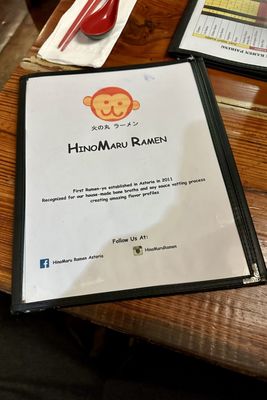 火の丸 ラーメン
HINOMARU RAMEN
First Ramen-ya established in Astoria in 2011
Recognized for our house-made bone broths and soy sauce vatting process
creating amazing flavor profiles
Follow Us At:
HinoMaru Ramen Astoria
HinoMaruRamen